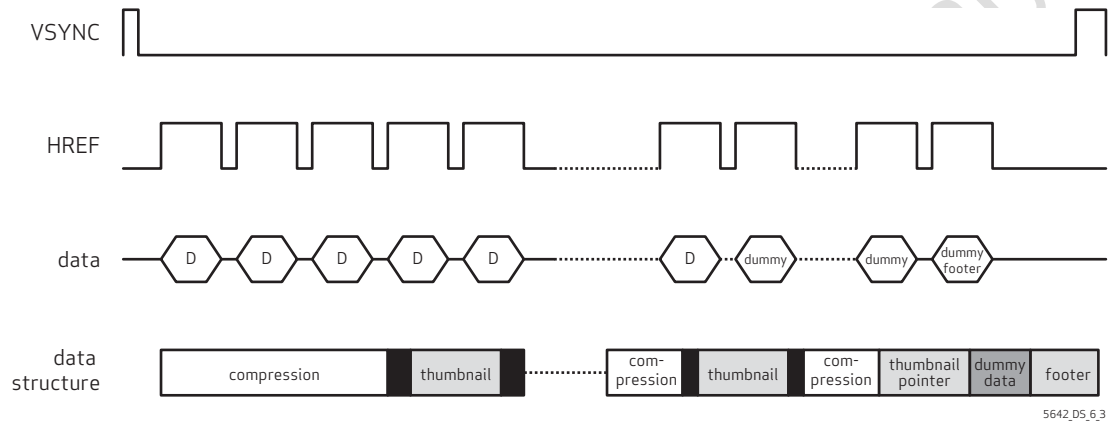 VSYNC
HREF
data
D
D
D
D
D
D
dummy
dummy
dummy
footer
data
structure
compression
thumbnail
com-
pression
thumbnail
com-
pression
thumbnail
pointer
dummy
data
footer
5642_DS_6_3